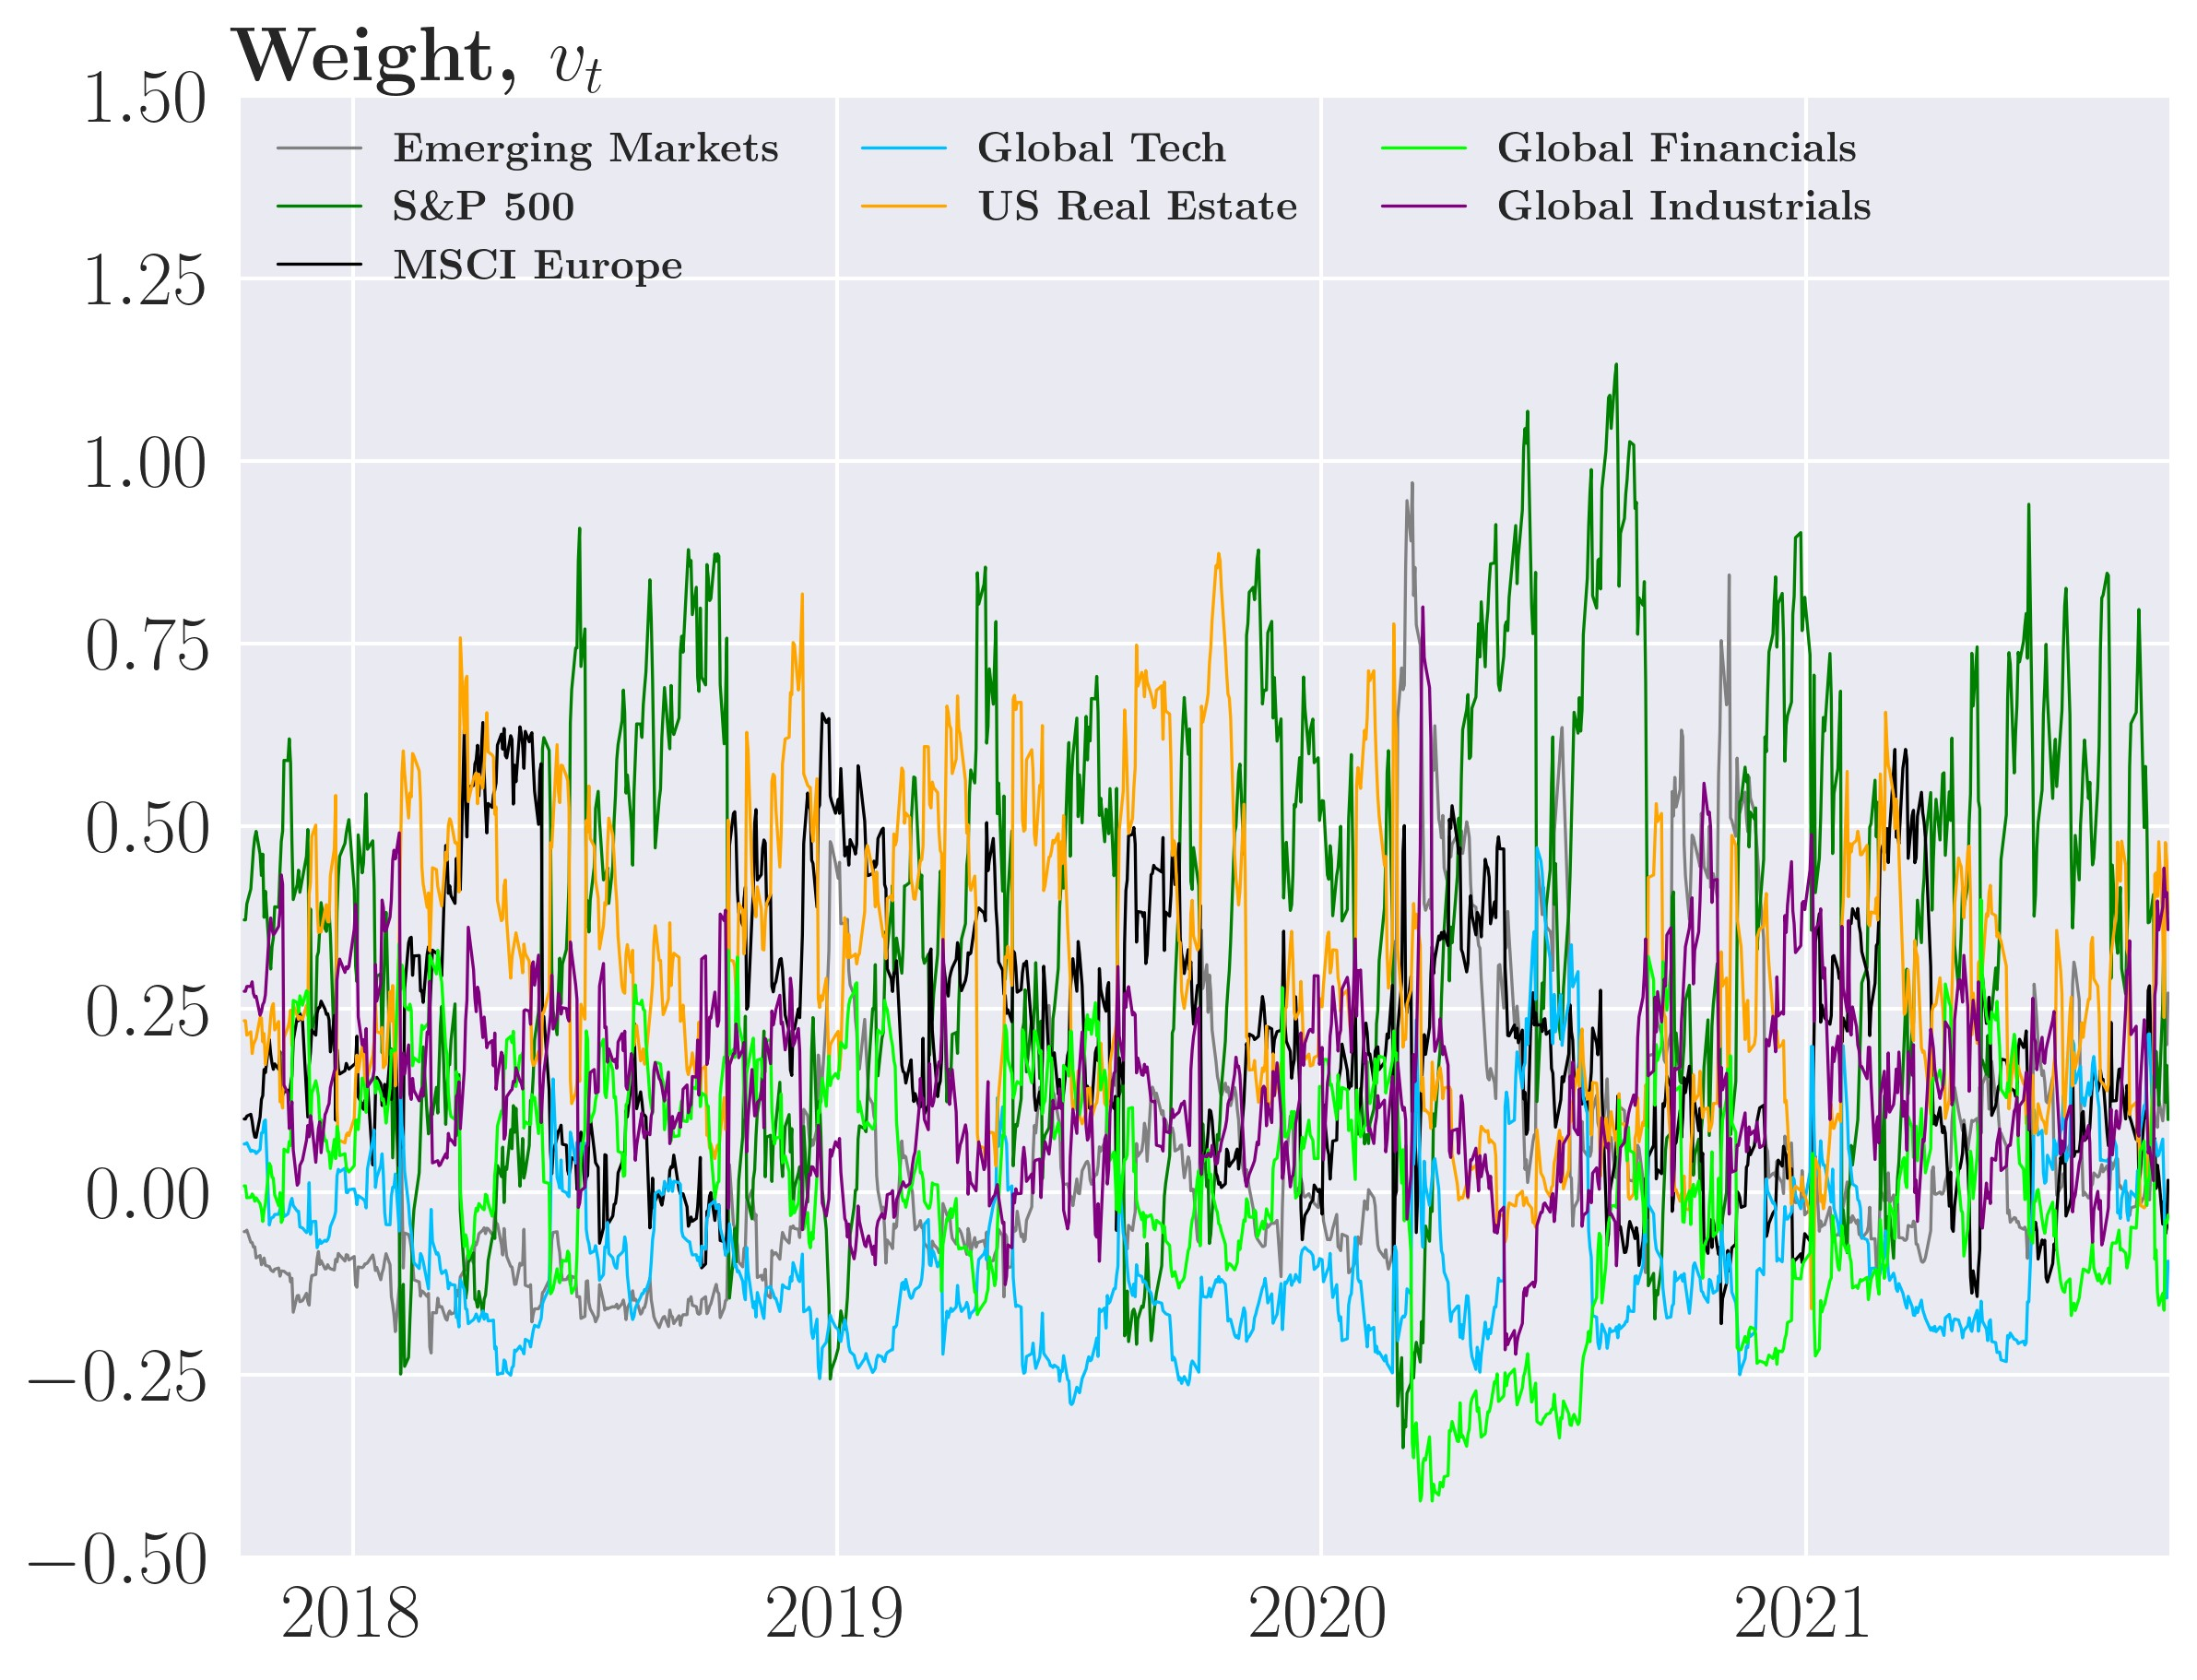 Weight, vₜ
1.50
Emerging Markets Global Tech Global Financials
S&P 500 US Real Estate Global Industrials
MSCI Europe
1.25
1.00
0.75
0.50
0.25
0.00
−0.25
−0.50
2018 2019 2020 2021